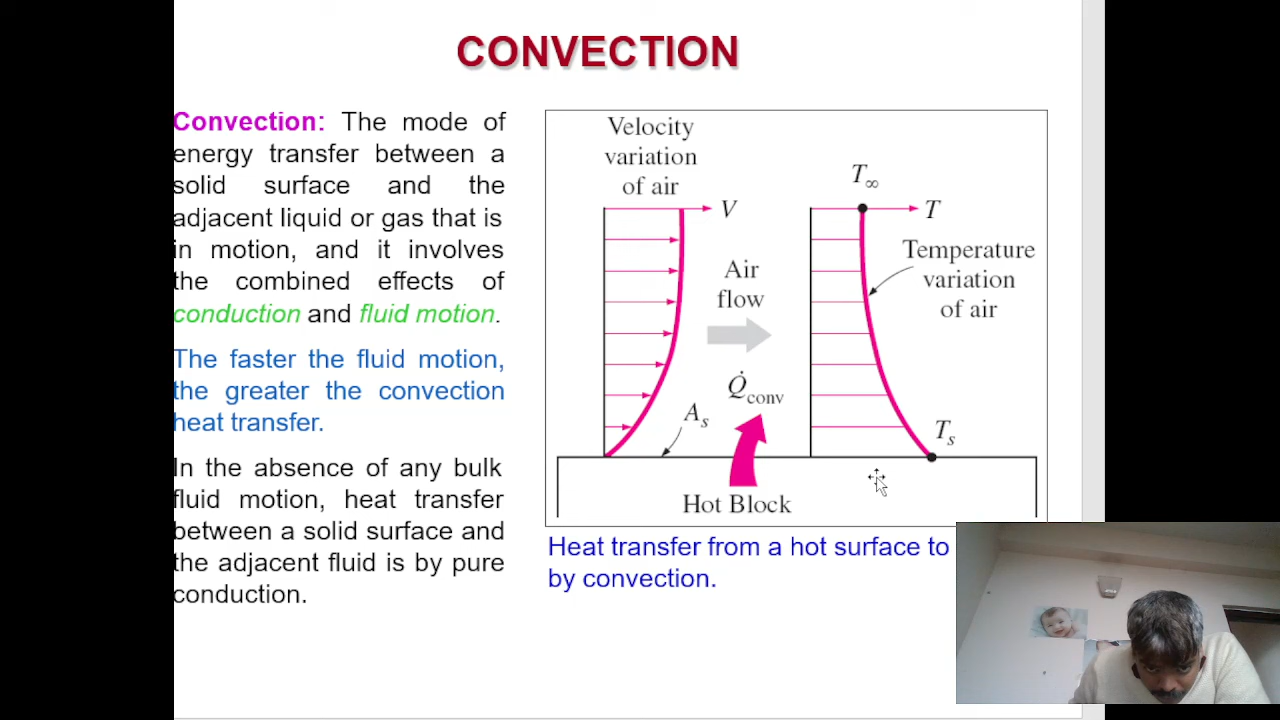 CONVECTION
Convection: The mode of
energy transfer between a
solid surface and the
adjacent liquid or gas that is
in motion, and it involves
the combined effects of
conduction and fluid motion.
The faster the fluid motion,
the greater the convection
heat transfer.
In the absence of any bulk
fluid motion, heat transfer
between a solid surface and
the adjacent fluid is by pure
conduction.
Velocity
variation
of air
V
T∞
T
Temperature
variation
of air
Air
flow
Q̇conv
As
Ts
Hot Block
Heat transfer from a hot surface to
by convection.